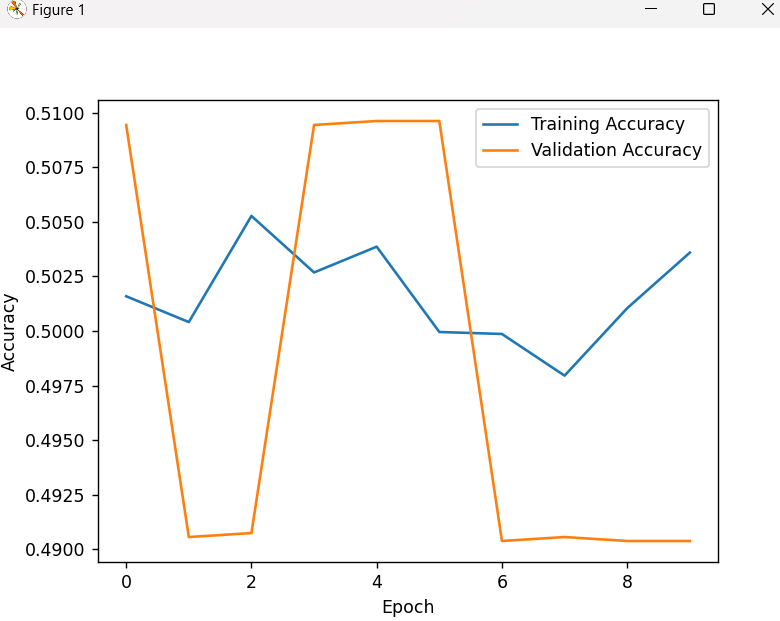 Figure 1
Training Accuracy
Validation Accuracy
0.5100
0.5075
0.5050
0.5025
0.5000
0.4975
0.4950
0.4925
0.4900
Accuracy
0 2 4 6 8
Epoch